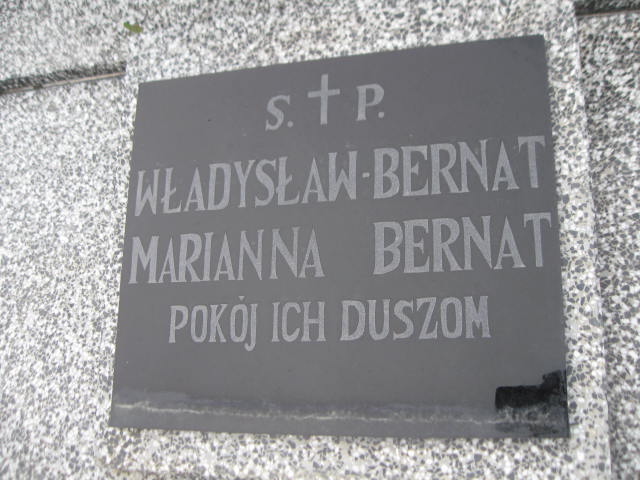 S. ✝ P.
WŁADYSŁAW-BERNAT
MARIANNA BERNAT
POKÓJ ICH DUSZOM